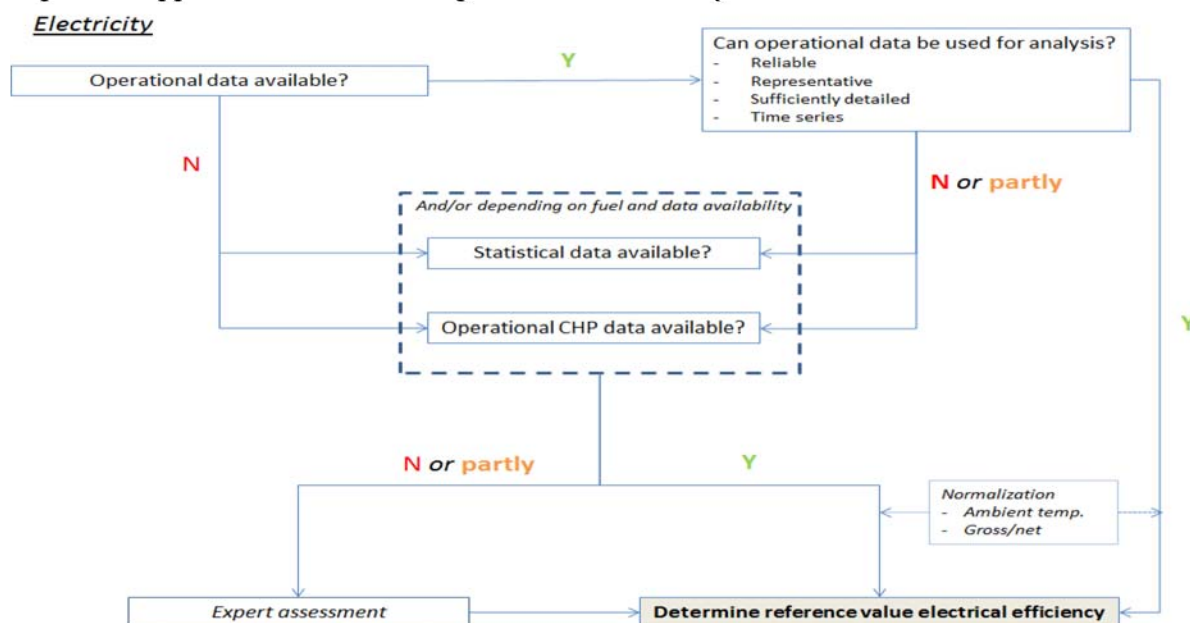 Electricity
Operational data available?
Y
Can operational data be used for analysis?
- Reliable
- Representative
- Sufficiently detailed
- Time series
N
N or partly
And/or depending on fuel and data availability
Statistical data available?
Operational CHP data available?
Y
N or partly
Y
Normalization
- Ambient temp.
- Gross/net
Expert assessment
Determine reference value electrical efficiency